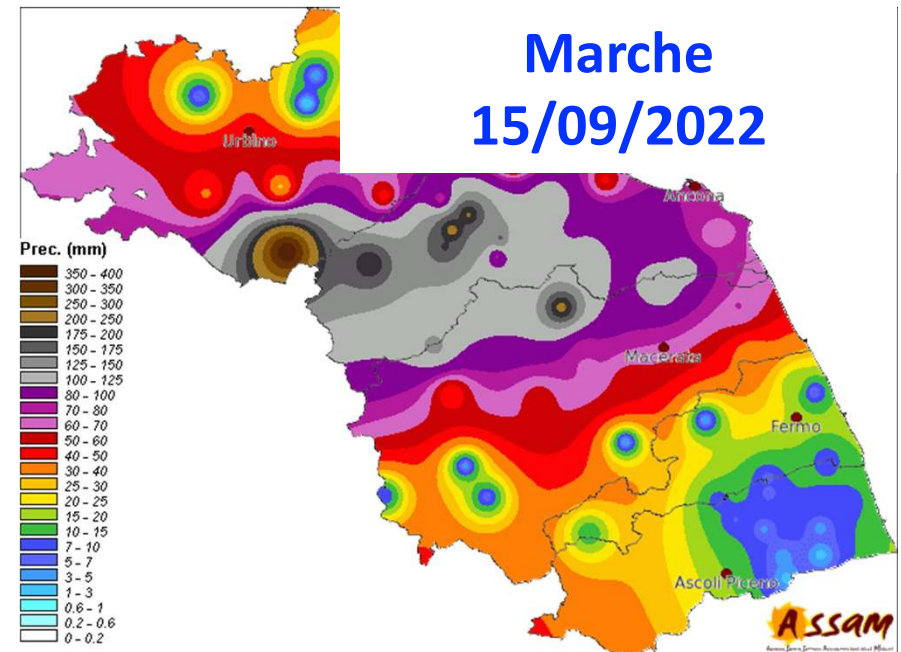 Marche
15/09/2022
Urbino
Ancona
Prec. (mm)
350 - 400
300 - 350
250 - 300
200 - 250
175 - 200
150 - 175
125 - 150
100 - 125
80 - 100
70 - 80
60 - 70
50 - 60
40 - 50
30 - 40
25 - 30
20 - 25
15 - 20
10 - 15
7 - 10
5 - 7
3 - 5
1 - 3
0.6 - 1
0.2 - 0.6
0 - 0.2
Macerata
Fermo
Ascoli Piceno
ASSAM